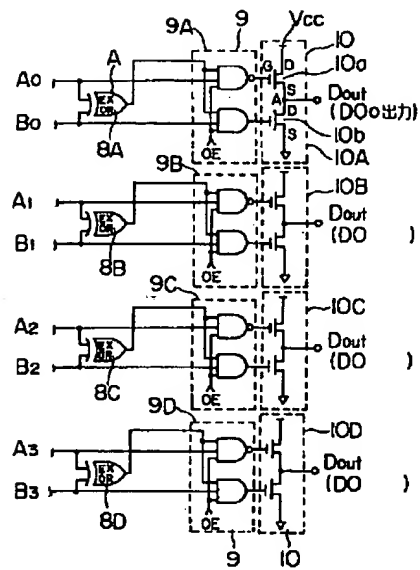 9A 9 Vcc 10
A G D 10a
A0 S Dout
A D (DO0出力)
B0 S 10b
8A OE 10A
9B 10B
A1 EX OR Dout
B1 (DO )
8B OE
9C 10C
A2 EX OR Dout
B2 (DO )
8C OE
9D 10D
A3 EX OR Dout
B3 (DO )
8D OE
9 10